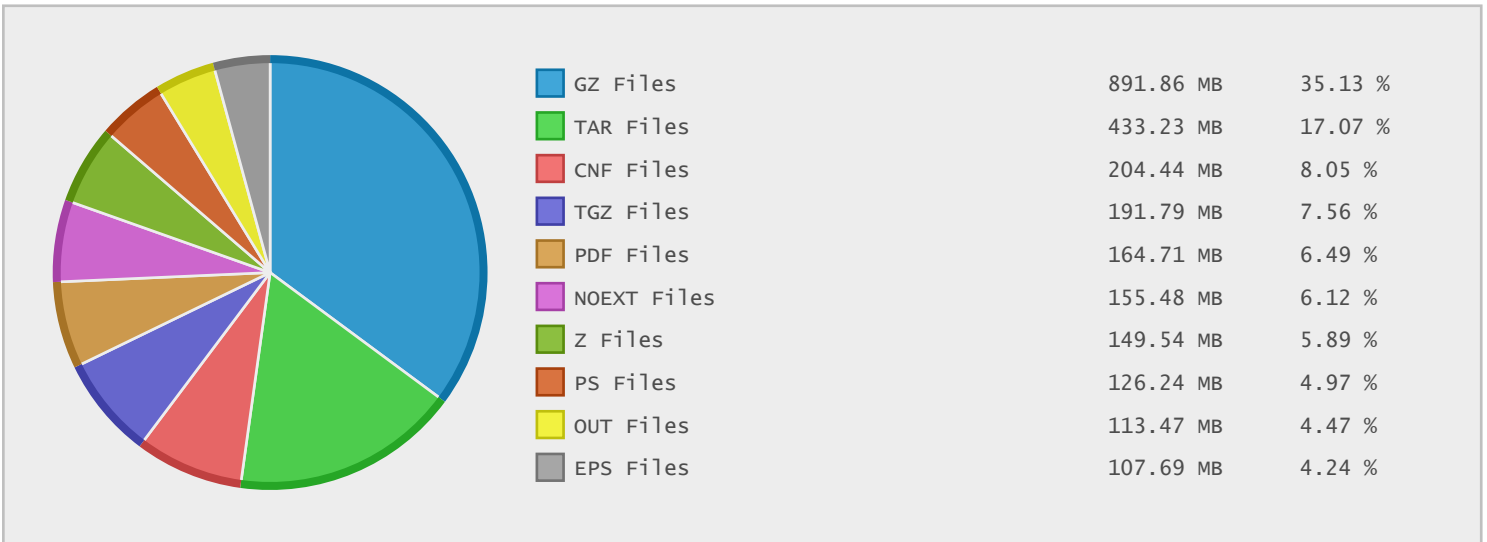 GZ Files 891.86 MB 35.13 %
TAR Files 433.23 MB 17.07 %
CNF Files 204.44 MB 8.05 %
TGZ Files 191.79 MB 7.56 %
PDF Files 164.71 MB 6.49 %
NOEXT Files 155.48 MB 6.12 %
Z Files 149.54 MB 5.89 %
PS Files 126.24 MB 4.97 %
OUT Files 113.47 MB 4.47 %
EPS Files 107.69 MB 4.24 %